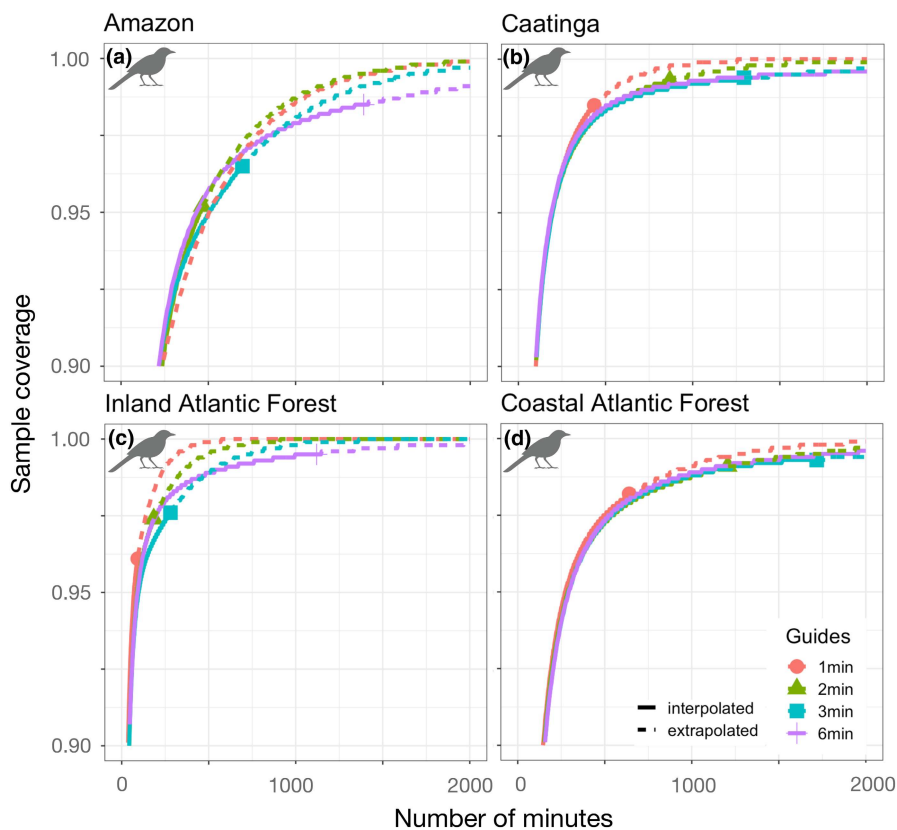 Amazon
Caatinga
(a)
(b)
1.00
0.95
0.90
Inland Atlantic Forest
Coastal Atlantic Forest
(c)
(d)
1.00
0.95
0.90
Sample coverage
Guides
1min
2min
3min
6min
interpolated
extrapolated
0
1000
2000
0
1000
2000
Number of minutes